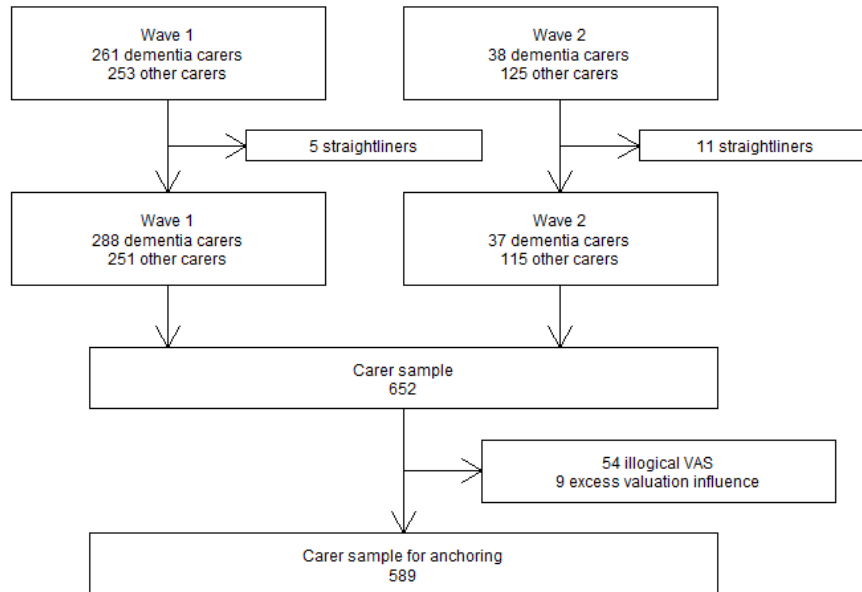 Wave 1
261 dementia carers
253 other carers
Wave 2
38 dementia carers
125 other carers
5 straightliners
11 straightliners
Wave 1
288 dementia carers
251 other carers
Wave 2
37 dementia carers
115 other carers
Carer sample
652
54 illogical VAS
9 excess valuation influence
Carer sample for anchoring
589